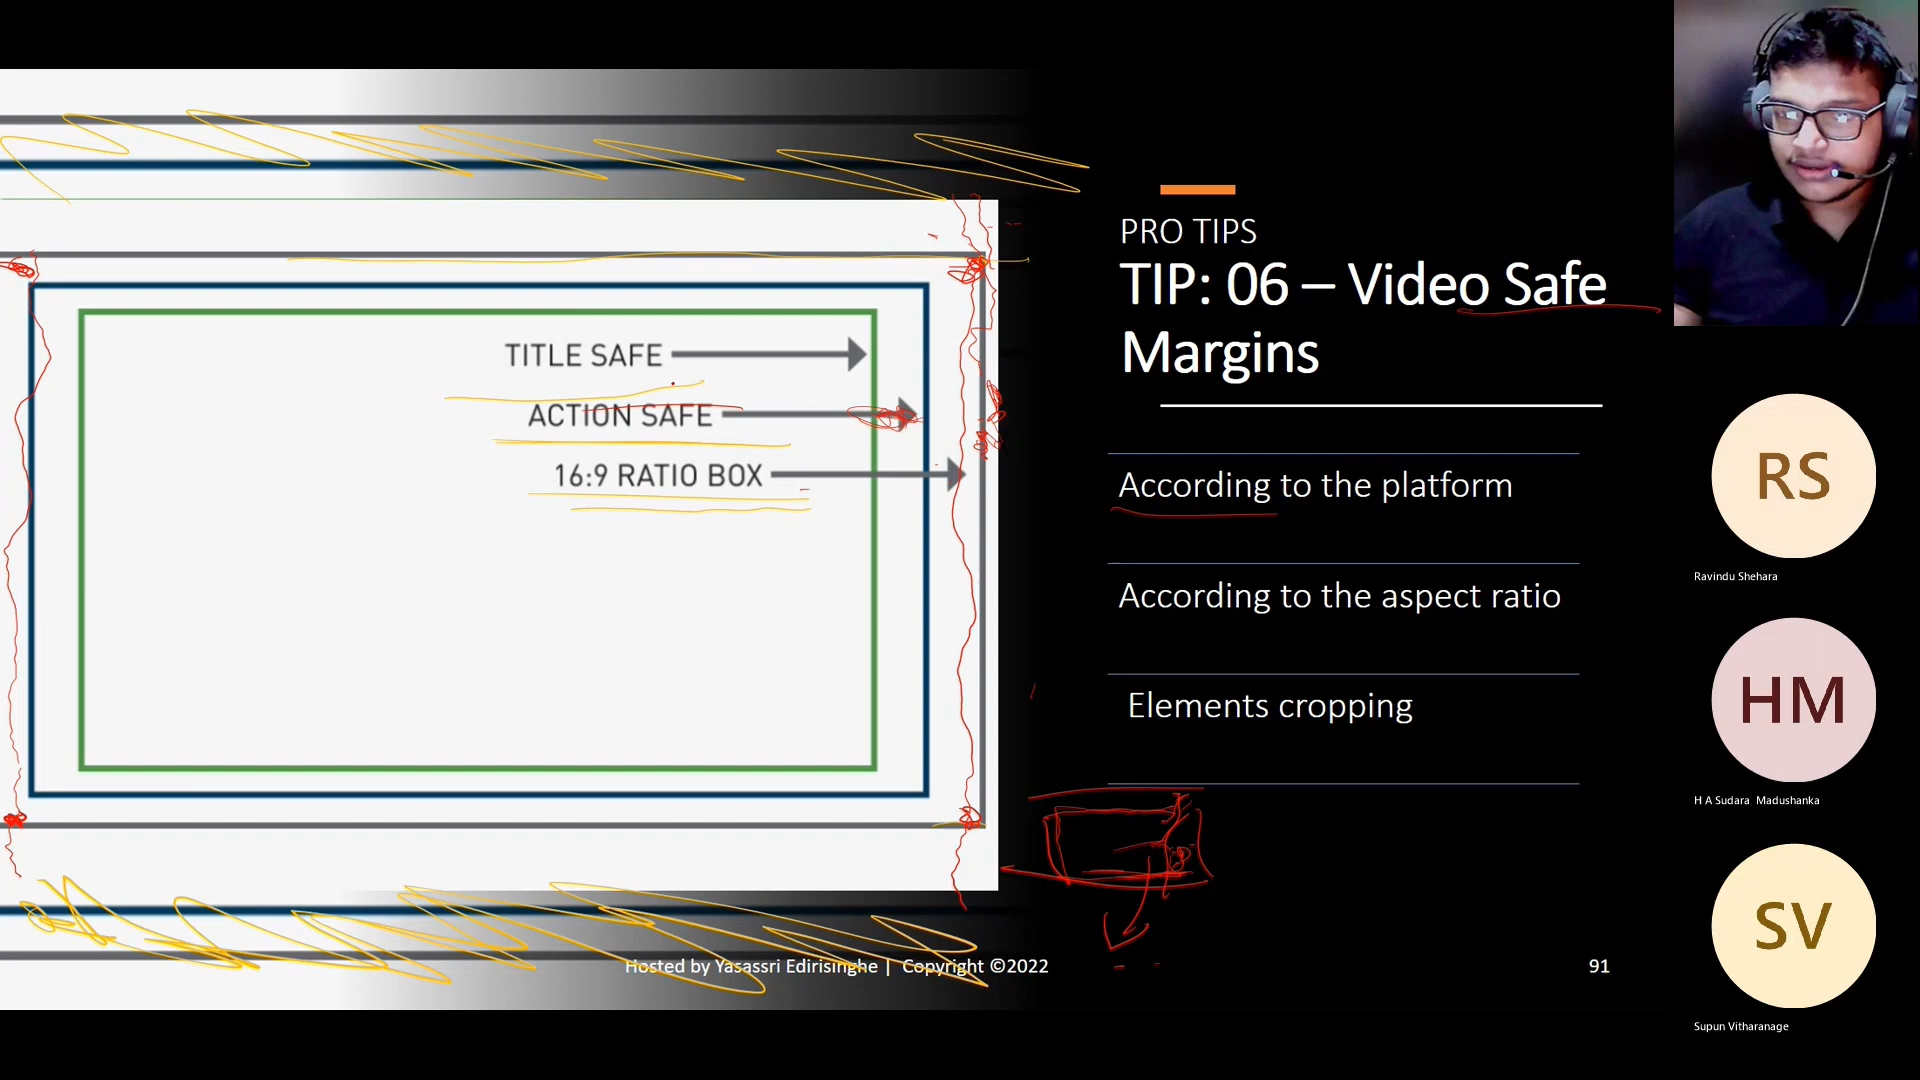 TITLE SAFE
ACTION SAFE
16:9 RATIO BOX
PRO TIPS
TIP: 06 – Video Safe
Margins
According to the platform
According to the aspect ratio
Elements cropping
Hosted by Yasassri Edirisinghe | Copyright ©2022
91
RS
Ravindu Shehara
HM
H A Sudara Madushanka
SV
Supun Vitharanage